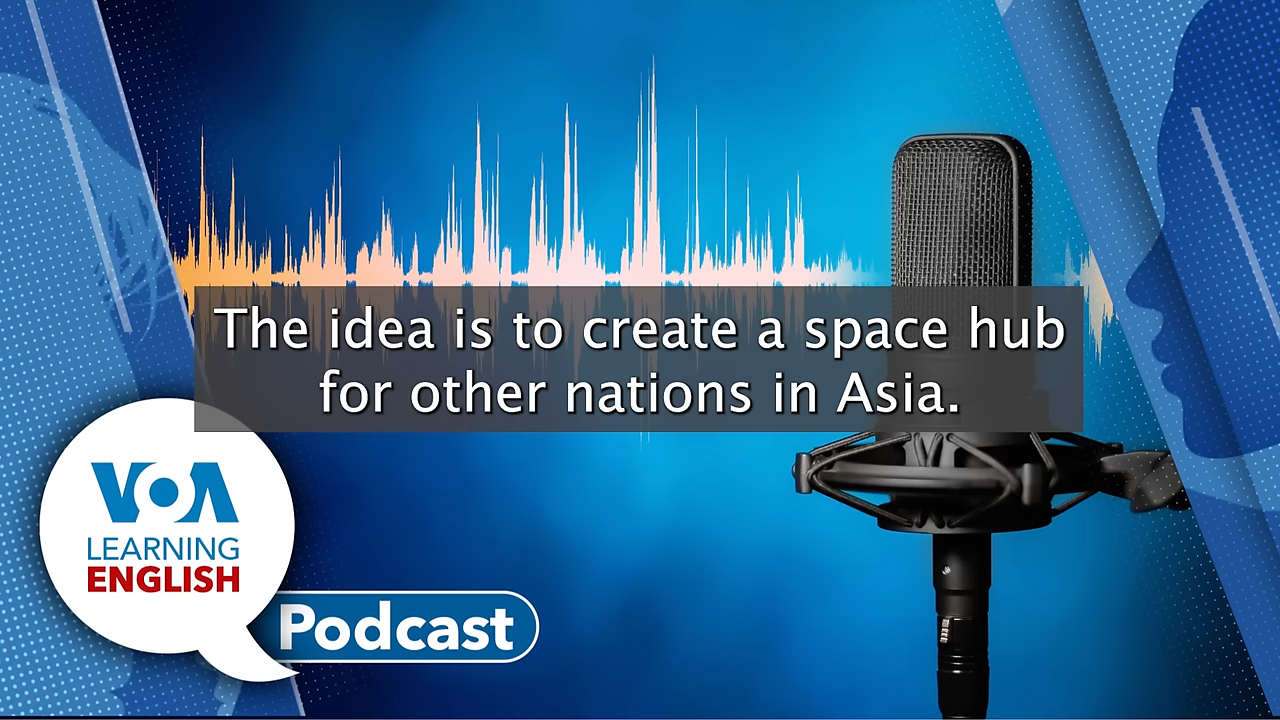 The idea is to create a space hub
for other nations in Asia.
VOA
LEARNING
ENGLISH
Podcast